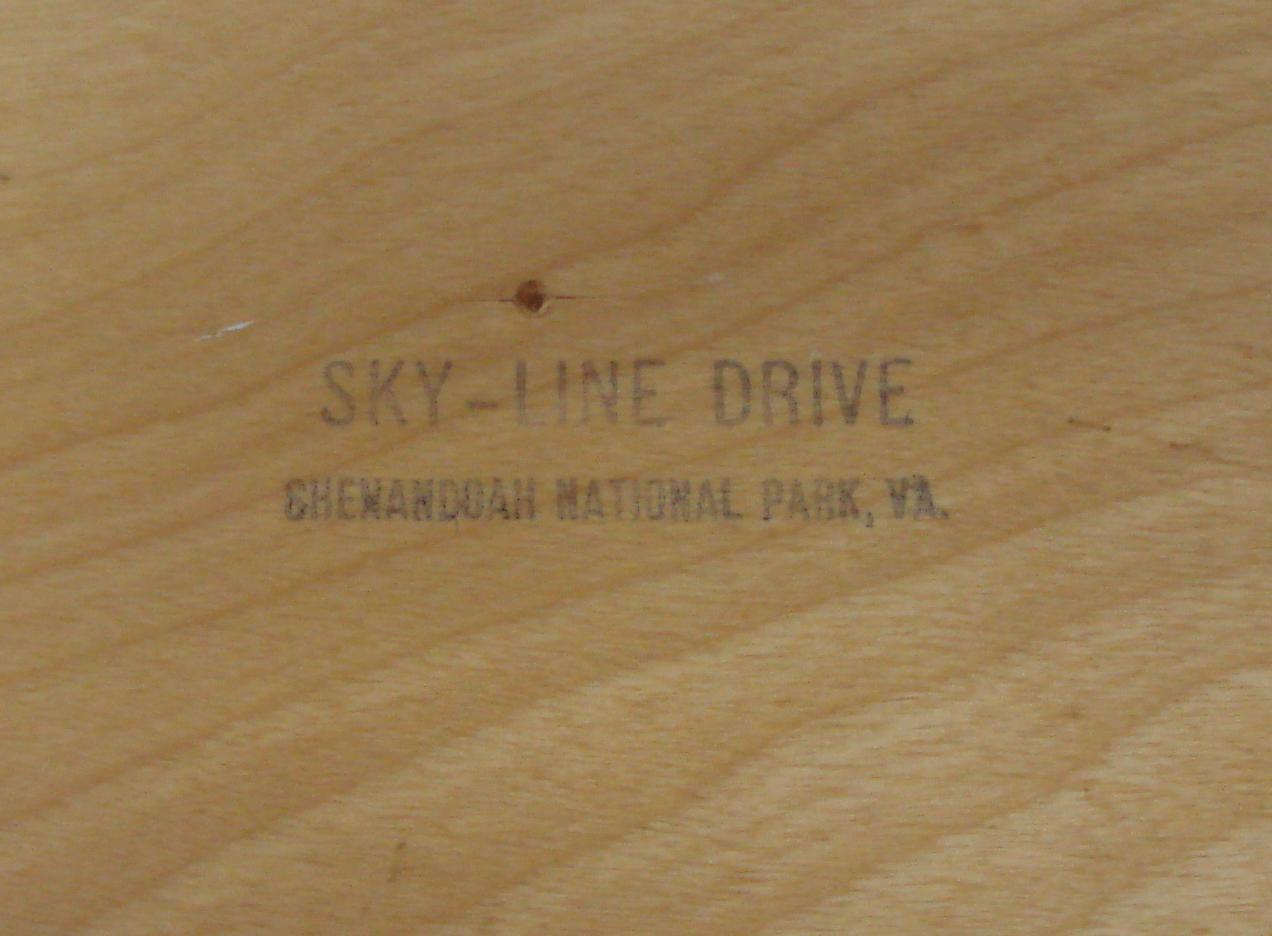 SKY-LINE DRIVE
SHENANDOAH NATIONAL PARK, VA.